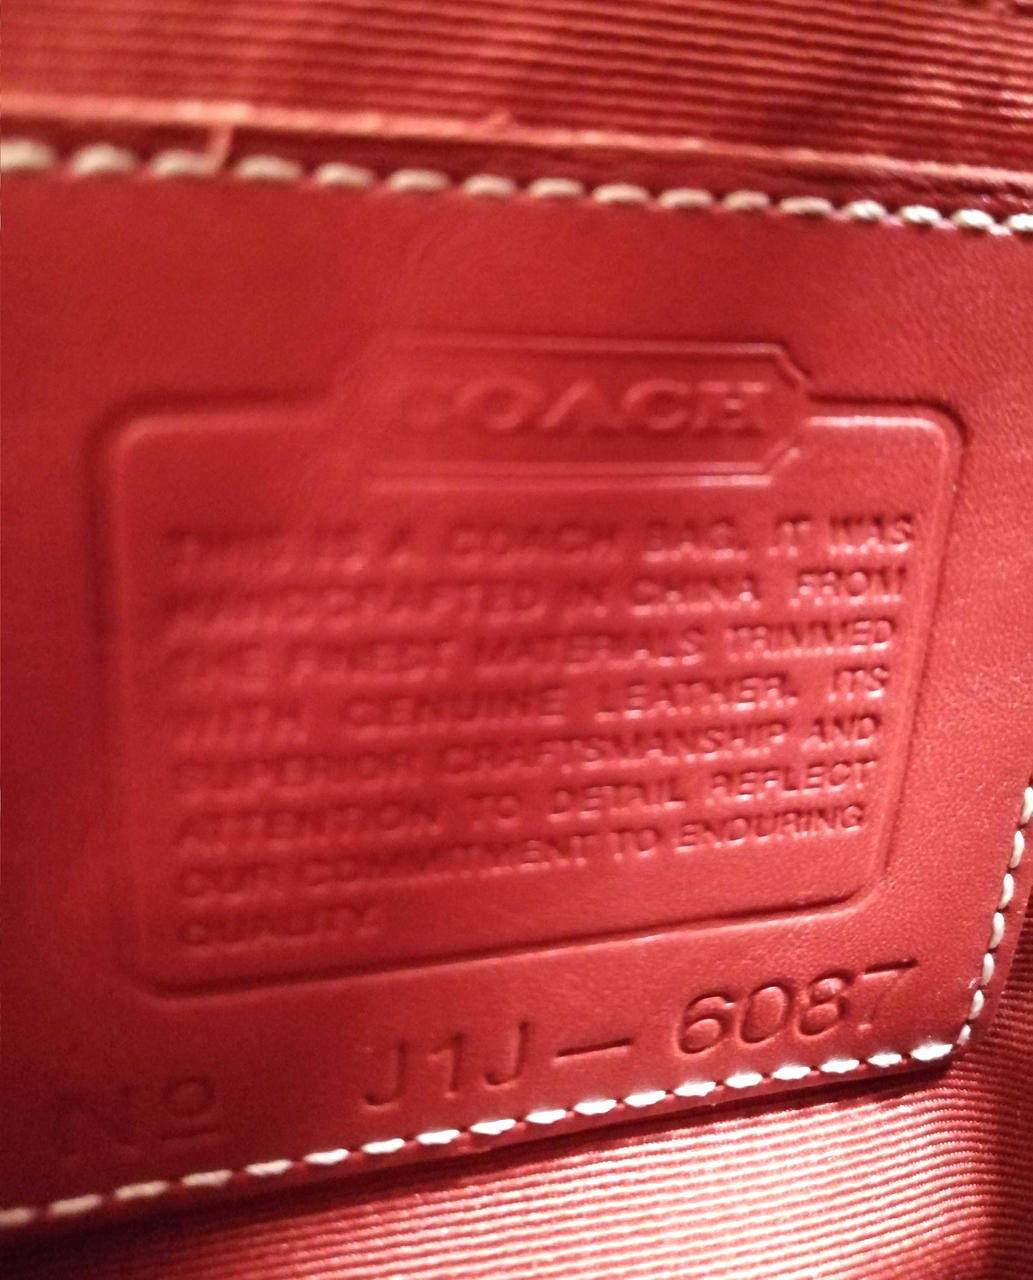 COACH
THIS IS A COACH BAG. IT WAS
HANDCRAFTED IN CHINA FROM
THE FINEST MATERIALS TRIMMED
WITH GENUINE LEATHER. ITS
SUPERIOR CRAFTSMANSHIP AND
ATTENTION TO DETAIL REFLECT
OUR COMMITMENT TO ENDURING
QUALITY.
Nº J1J-6087